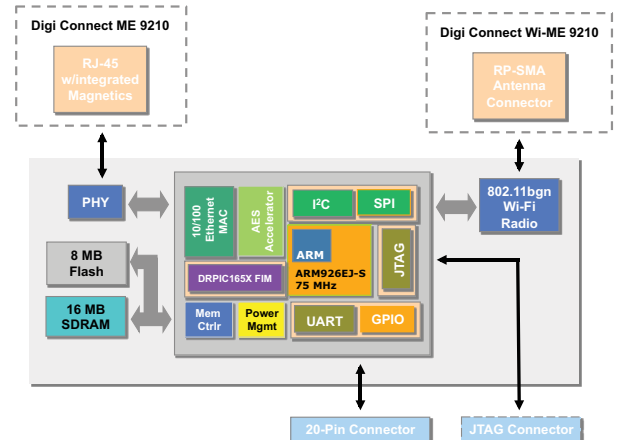 Digi Connect ME 9210
RJ-45
w/integrated
Magnetics
Digi Connect Wi-ME 9210
RP-SMA
Antenna
Connector
PHY
10/100
Ethernet
MAC
AES
Accelerator
I²C
SPI
802.11bgn
Wi-Fi
Radio
8 MB
Flash
ARM
ARM926EJ-S
75 MHz
JTAG
DRPIC165X FIM
16 MB
SDRAM
Mem
Ctrlr
Power
Mgmt
UART
GPIO
20-Pin Connector
JTAG Connector